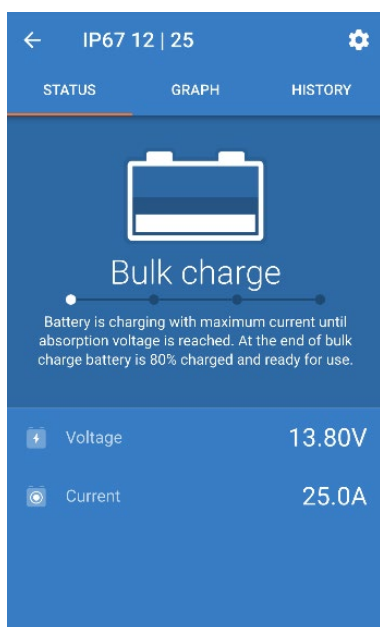 IP67 12 | 25
STATUS GRAPH HISTORY
Bulk charge
Battery is charging with maximum current until
absorption voltage is reached. At the end of bulk
charge battery is 80% charged and ready for use.
Voltage 13.80V
Current 25.0A